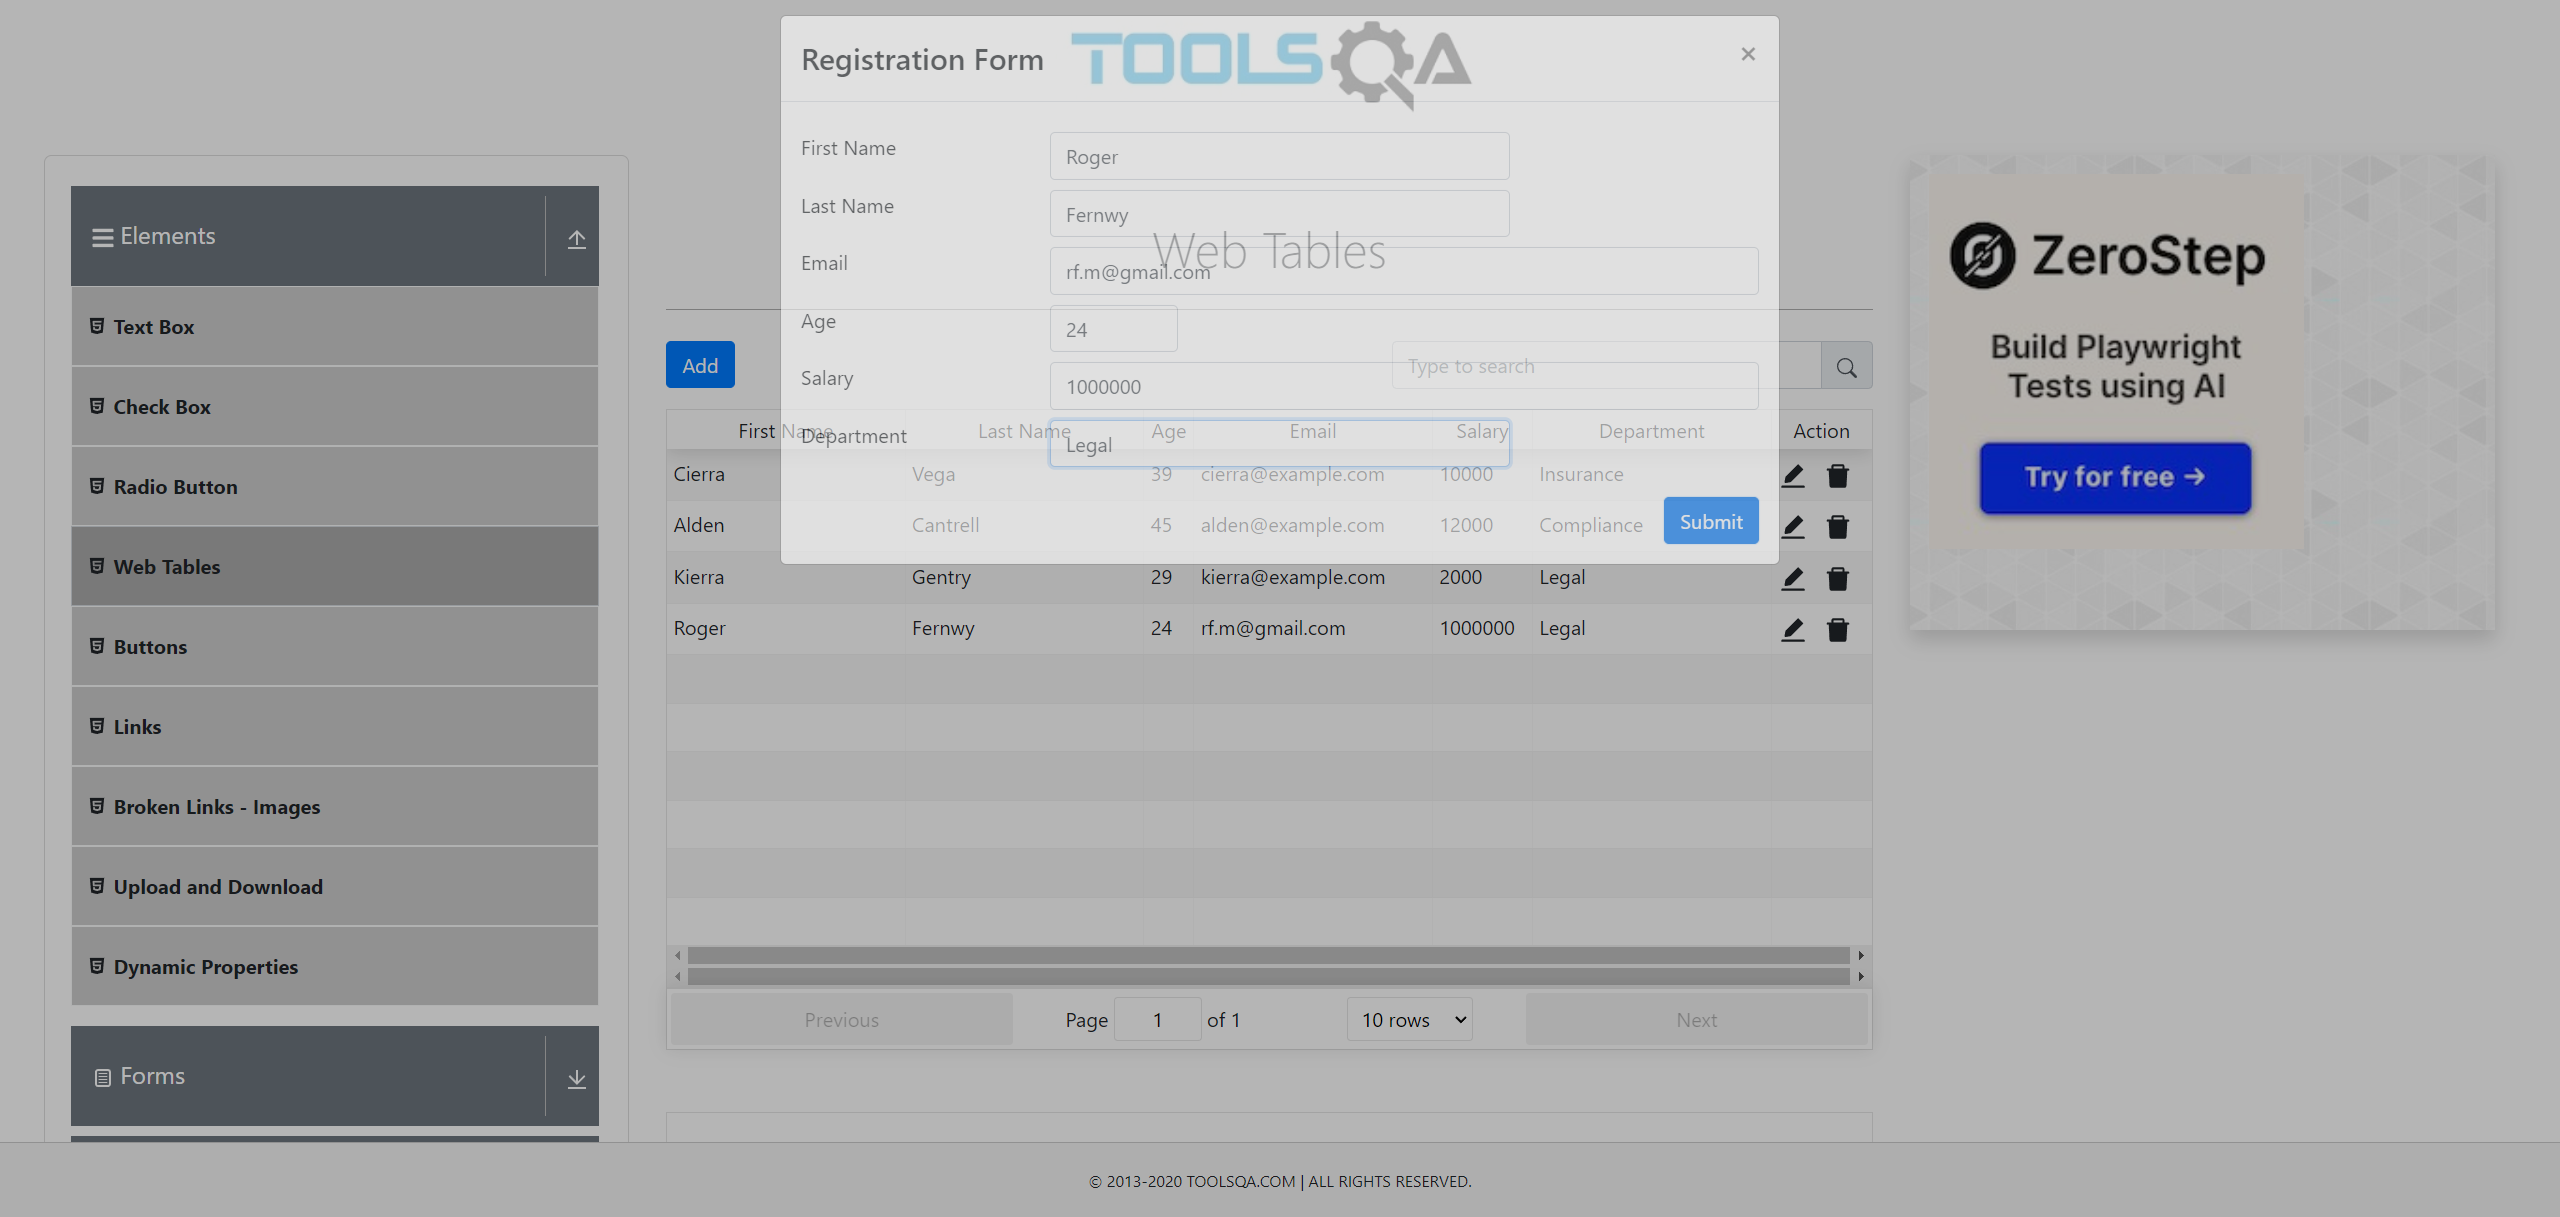 Registration Form
TOOLSQA
×
First Name
Roger
Last Name
Fernwy
Web Tables
Email
rf.m@gmail.com
Age
24
Salary
1000000
Department
Legal
Submit
Elements
Text Box
Check Box
Radio Button
Web Tables
Buttons
Links
Broken Links - Images
Upload and Download
Dynamic Properties
Forms
Add
Type to search
First Name Last Name Age Email Salary Department Action
Cierra Vega 39 cierra@example.com 10000 Insurance
Alden Cantrell 45 alden@example.com 12000 Compliance
Kierra Gentry 29 kierra@example.com 2000 Legal
Roger Fernwy 24 rf.m@gmail.com 1000000 Legal
Previous Page 1 of 1 10 rows Next
ZeroStep
Build Playwright
Tests using AI
Try for free →
© 2013-2020 TOOLSQA.COM | ALL RIGHTS RESERVED.